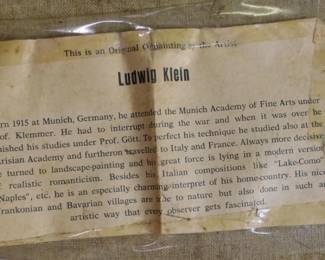 This is an Original Oilpainting by the Artist
Ludwig Klein
rn 1915 at Munich, Germany, he attended the Munich Academy of Fine Arts under
of. Klemmer. He had to interrupt during the war and when it was over he
nished his studies under Prof. Gött. To perfect his technique he studied also at the
arisian Academy and furtheron travelled to Italy and France. Always more decisive
e turned to landscape-painting and his great force is lying in a modern version
f realistic romanticism. Besides his Italian compositions like "Lake-Como"
Naples", etc. he is an especially charming interpret of his home-country. His nice
rankonian and Bavarian villages are true to nature but also done in such an
artistic way that every observer gets fascinated.